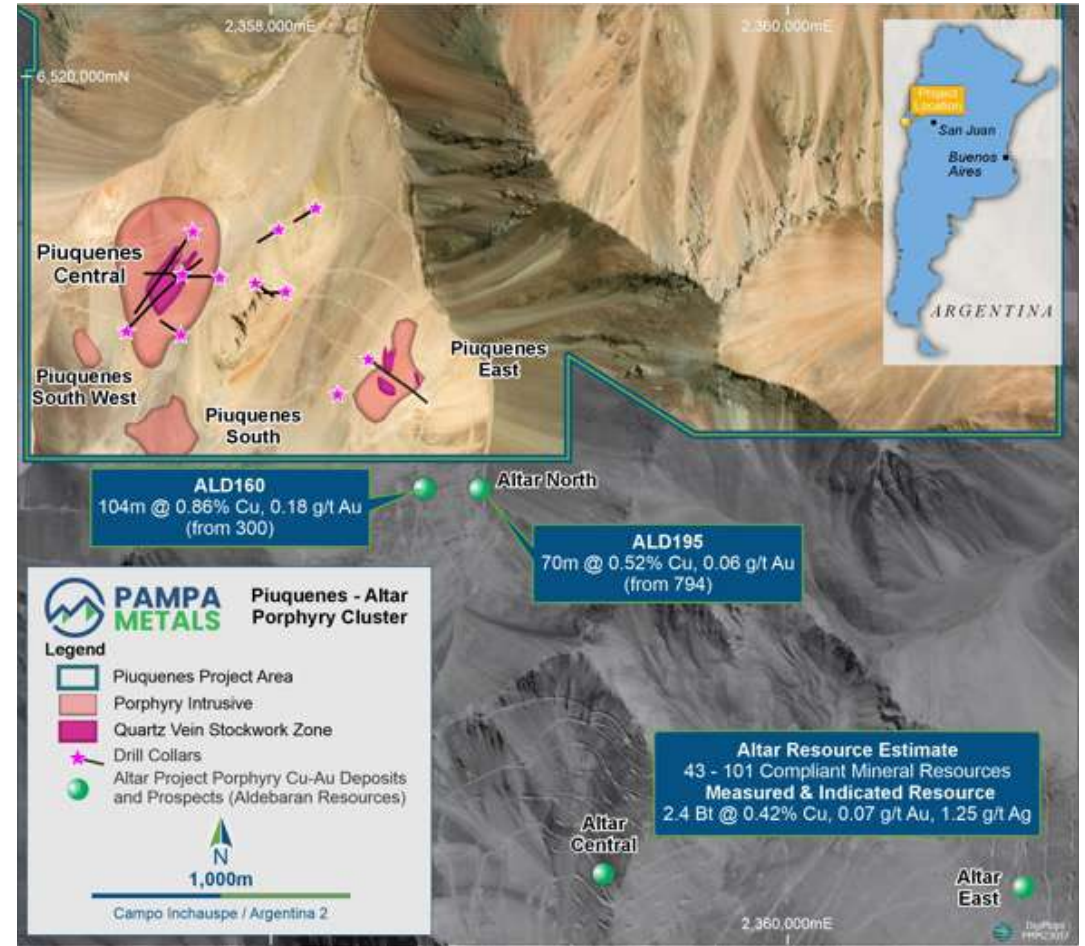 2,358,000mE
2,360,000mE
6,520,000mN
Project
Location
San Juan
Buenos
Aires
ARGENTINA
Piuquenes
Central
Piuquenes
South West
Piuquenes
South
Piuquenes
East
ALD160
104m @ 0.86% Cu, 0.18 g/t Au
(from 300)
Altar North
ALD195
70m @ 0.52% Cu, 0.06 g/t Au
(from 794)
PAMPA
METALS
Piuquenes - Altar
Porphyry Cluster
Legend
Piuquenes Project Area
Porphyry Intrusive
Quartz Vein Stockwork Zone
Drill Collars
Altar Project Porphyry Cu-Au Deposits
and Prospects (Aldebaran Resources)
N
1,000m
Campo Inchauspe / Argentina 2
Altar Resource Estimate
43 - 101 Compliant Mineral Resources
Measured & Indicated Resource
2.4 Bt @ 0.42% Cu, 0.07 g/t Au, 1.25 g/t Ag
Altar
Central
Altar
East
2,360,000mE